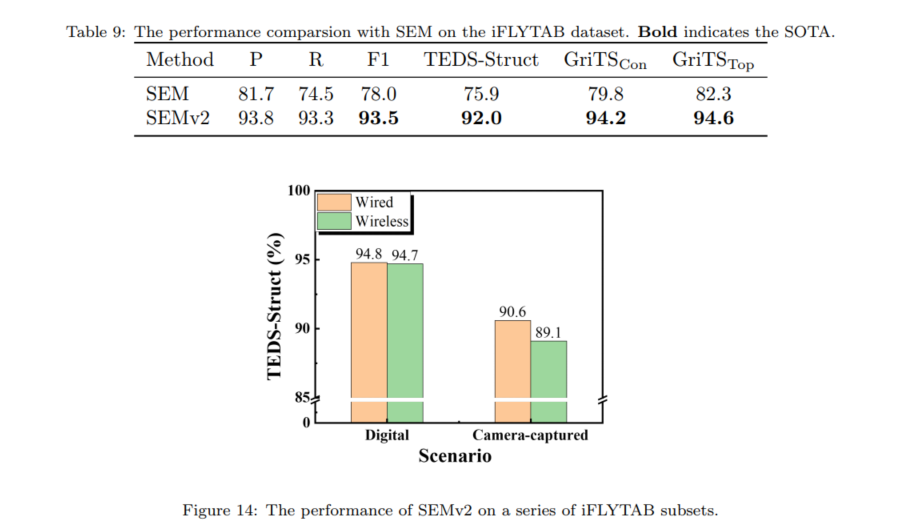 Table 9: The performance comparsion with SEM on the iFLYTAB dataset. Bold indicates the SOTA.
Method P R F1 TEDS-Struct GriTS_Con GriTS_Top
SEM 81.7 74.5 78.0 75.9 79.8 82.3
SEMv2 93.8 93.3 93.5 92.0 94.2 94.6
100
Wired
Wireless
TEDS-Struct (%)
95
94.8 94.7
90
90.6
89.1
85
0
Digital Camera-captured
Scenario
Figure 14: The performance of SEMv2 on a series of iFLYTAB subsets.